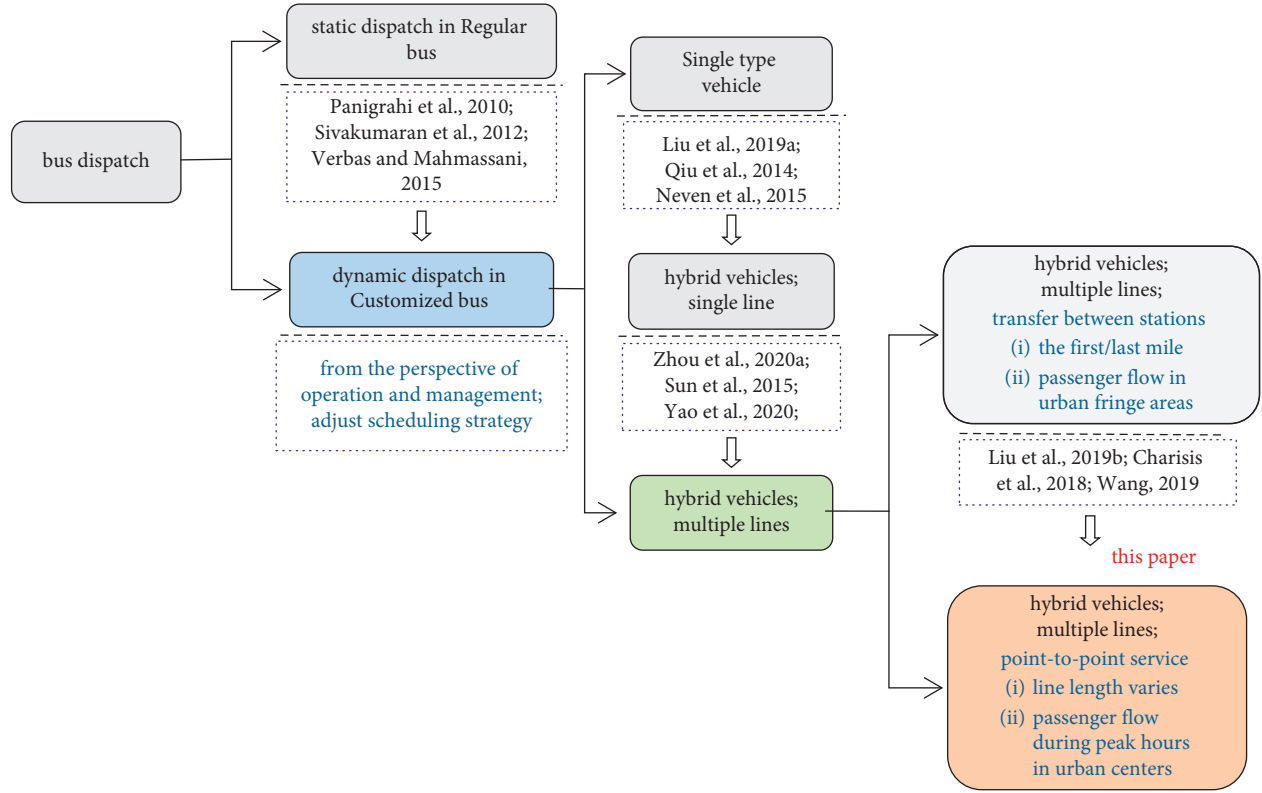 bus dispatch
static dispatch in Regular
bus
Panigrahi et al., 2010;
Sivakumaran et al., 2012;
Verbas and Mahmassani,
2015
dynamic dispatch in
Customized bus
from the perspective of
operation and management;
adjust scheduling strategy
Single type
vehicle
Liu et al., 2019a;
Qiu et al., 2014;
Neven et al., 2015
hybrid vehicles;
single line
Zhou et al., 2020a;
Sun et al., 2015;
Yao et al., 2020;
hybrid vehicles;
multiple lines
hybrid vehicles;
multiple lines;
transfer between stations
(i) the first/last mile
(ii) passenger flow in
urban fringe areas
Liu et al., 2019b; Charisis
et al., 2018; Wang, 2019
this paper
hybrid vehicles;
multiple lines;
point-to-point service
(i) line length varies
(ii) passenger flow
during peak hours
in urban centers